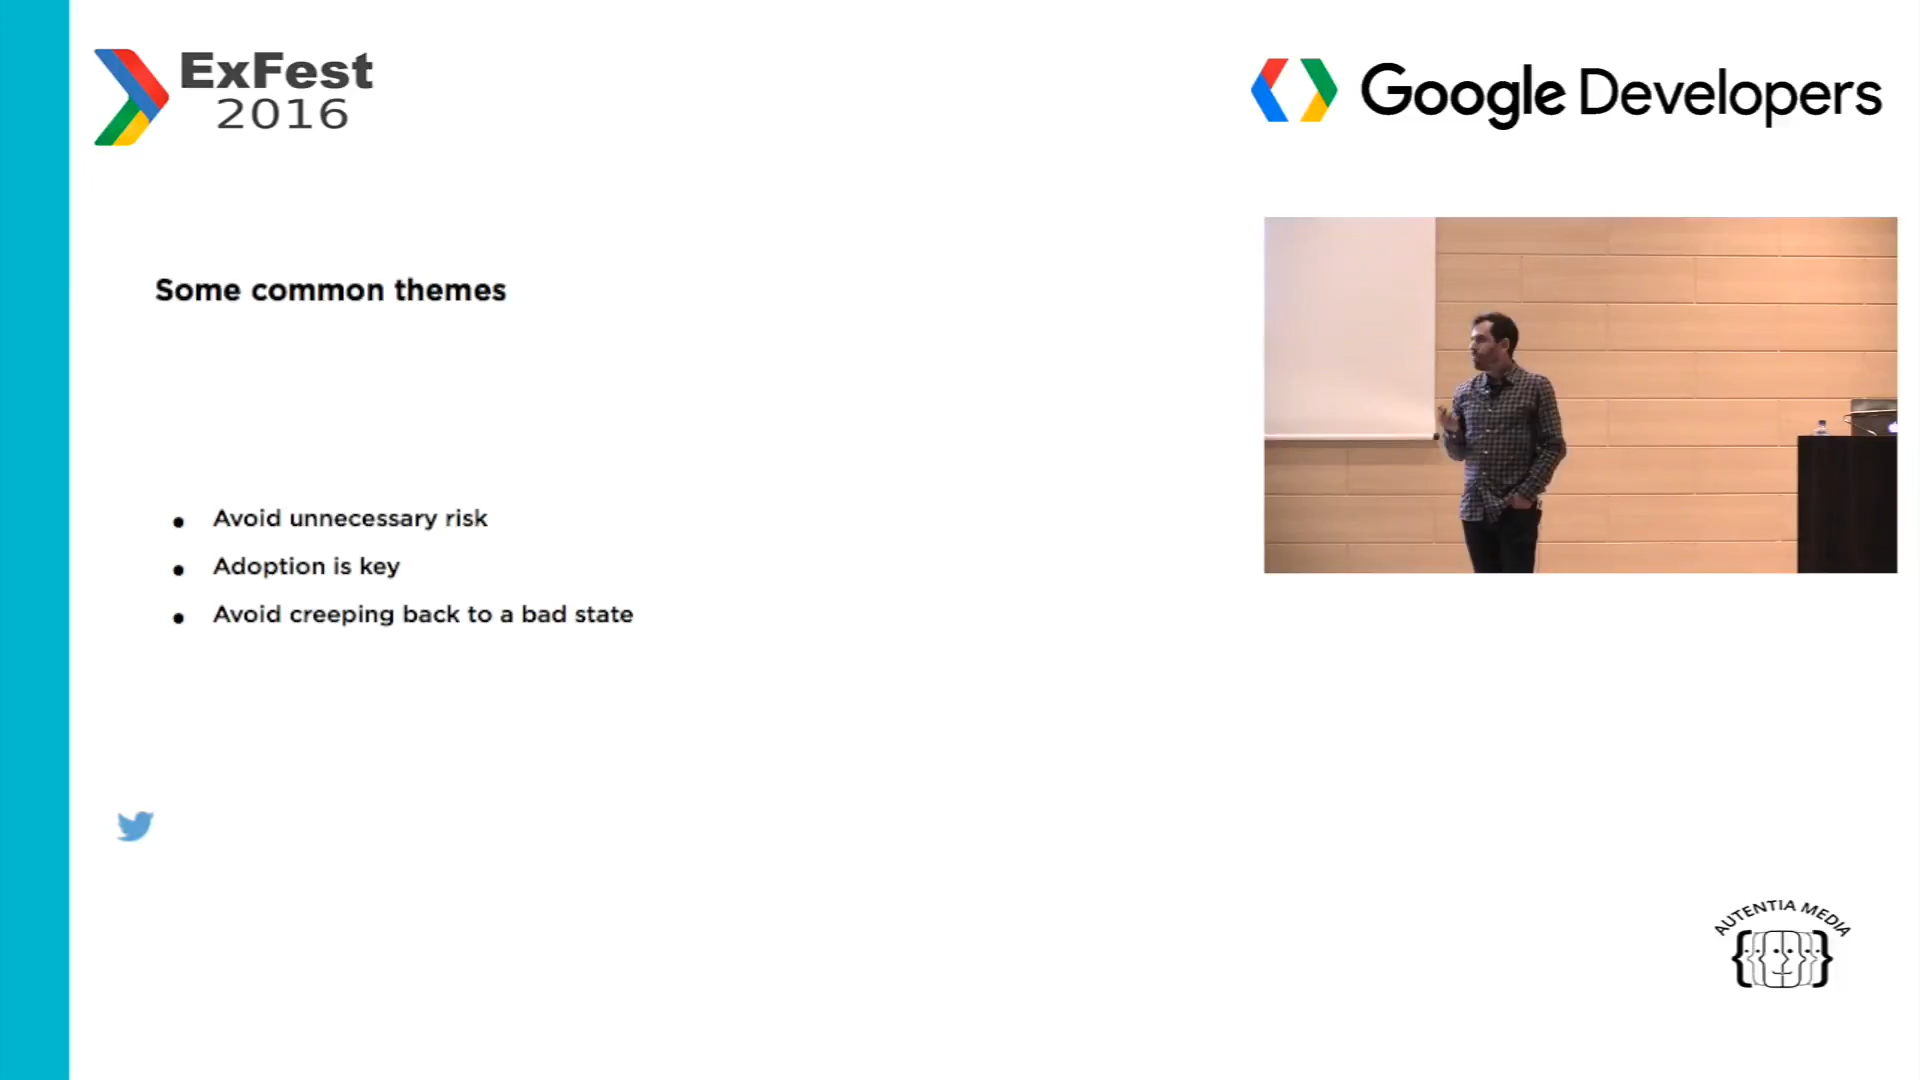 ExFest
2016
Google Developers
Some common themes
• Avoid unnecessary risk
• Adoption is key
• Avoid creeping back to a bad state
AUTENTIA MEDIA